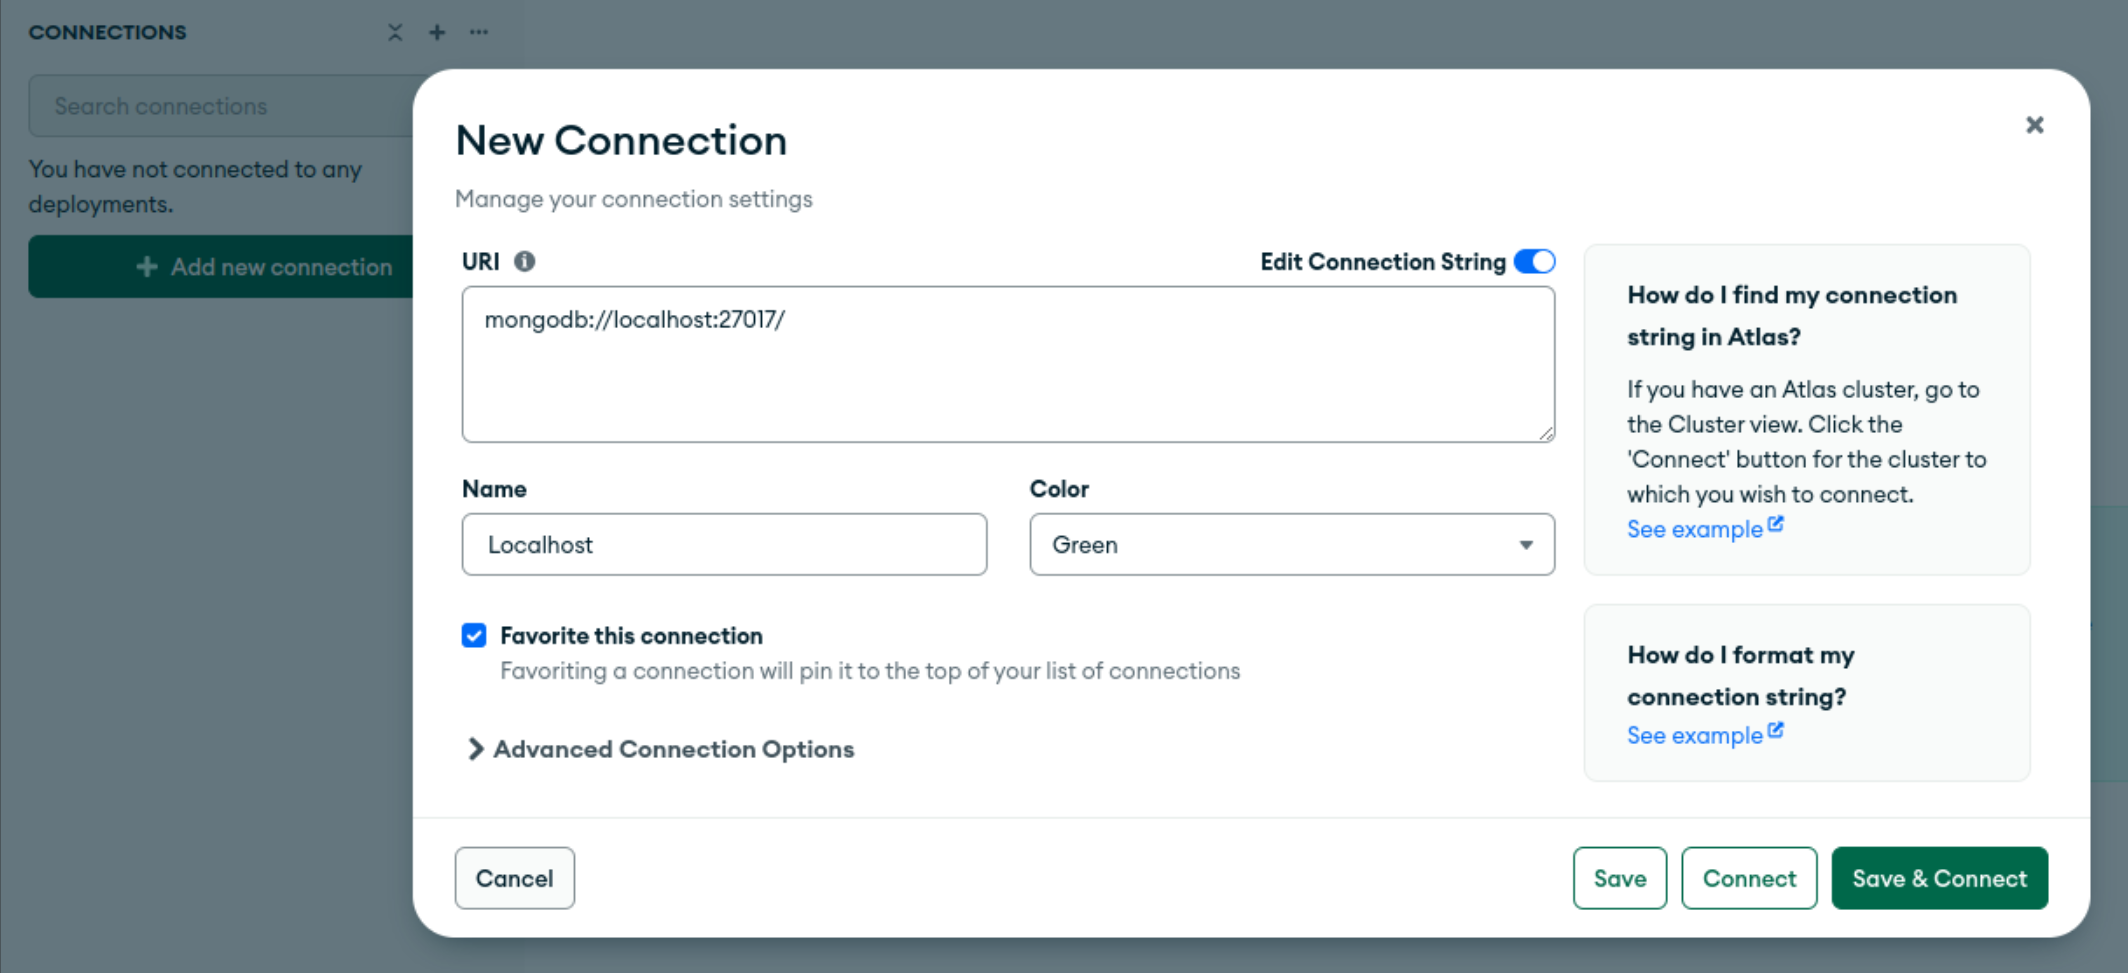 CONNECTIONS
Search connections
You have not connected to any
deployments.
Add new connection
New Connection
Manage your connection settings
URI
Edit Connection String
mongodb://localhost:27017/
Name
Color
Localhost
Green
Favorite this connection
Favoriting a connection will pin it to the top of your list of connections
Advanced Connection Options
How do I find my connection
string in Atlas?
If you have an Atlas cluster, go to
the Cluster view. Click the
'Connect' button for the cluster to
which you wish to connect.
See example
How do I format my
connection string?
See example
Cancel
Save
Connect
Save & Connect